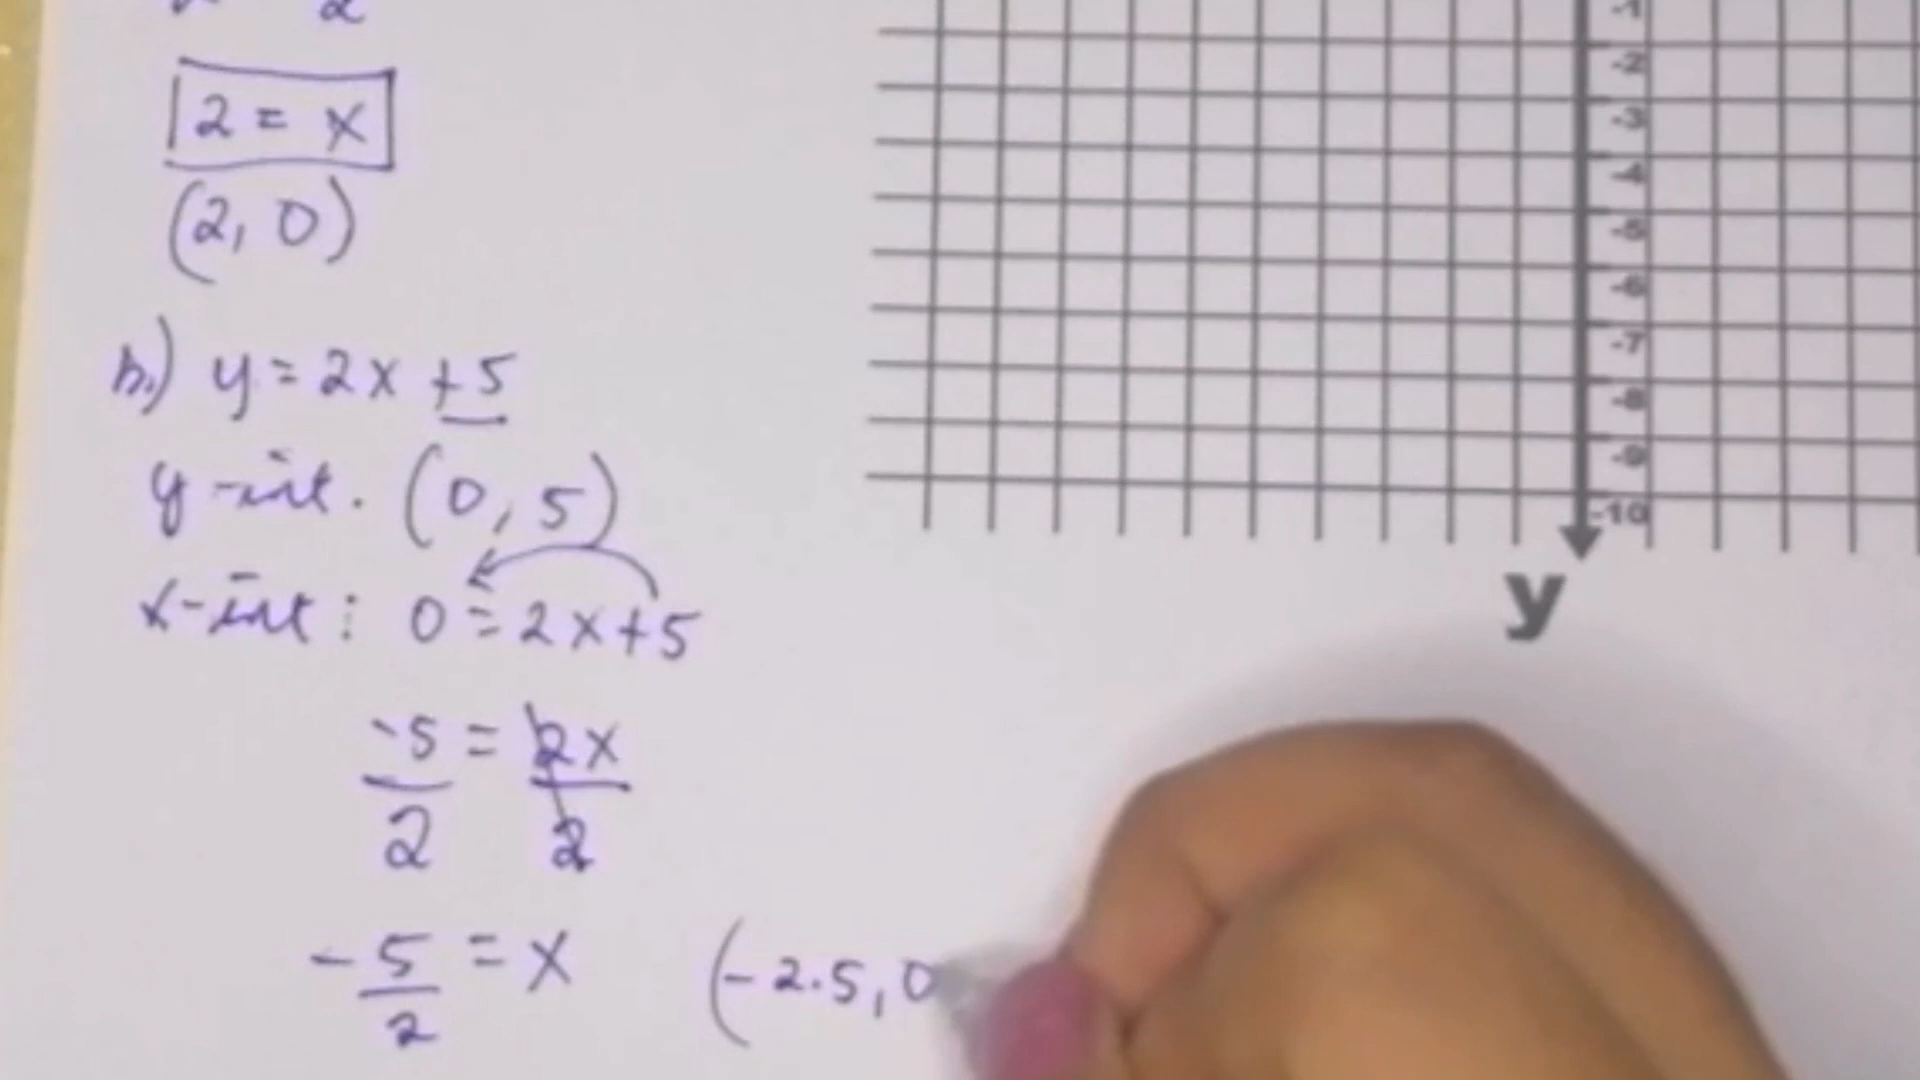 2
2 = x
(2, 0)
b.) y = 2x + 5
y-int. (0, 5)
x-int: 0 = 2x + 5
-5 = 2x
2 2
- 5 = x (-2.5, 0
2
-1
-2
-3
-4
-5
-6
-7
-8
-9
-10
y